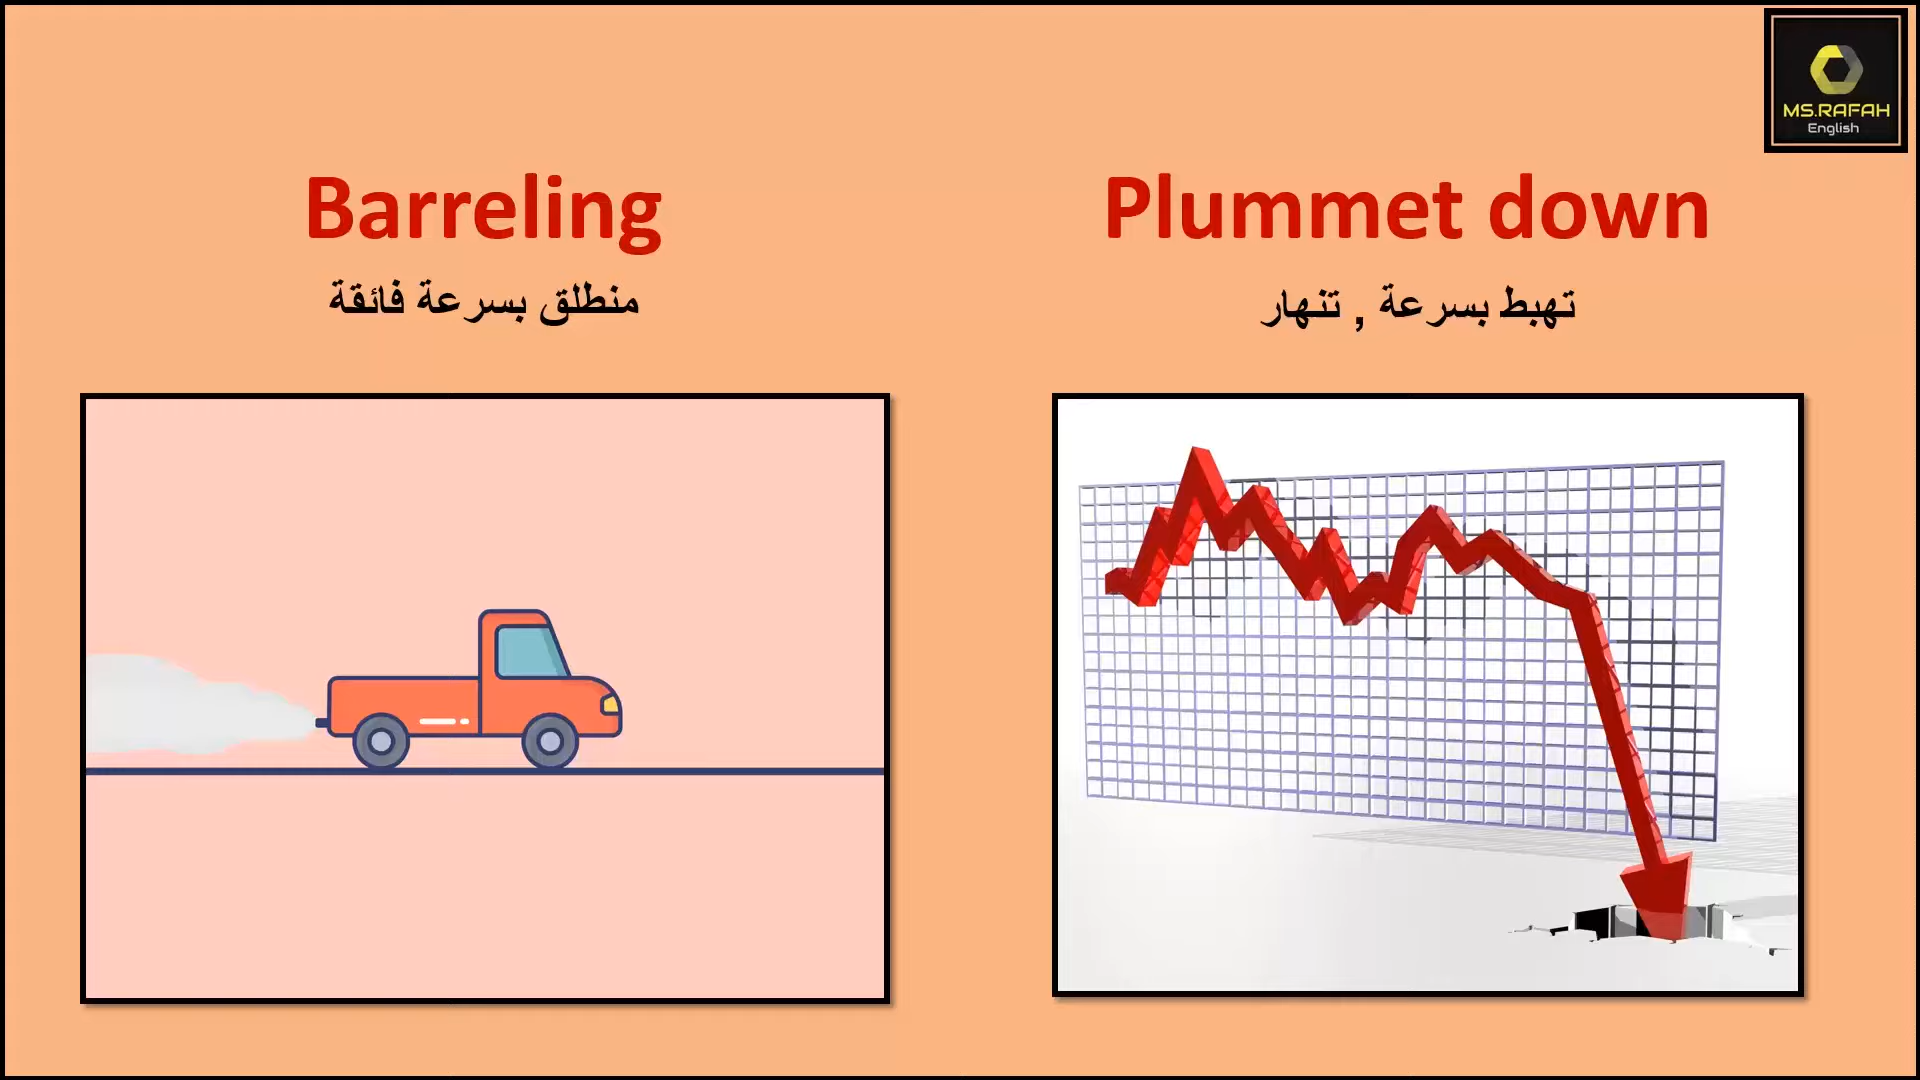 MS.RAFAH
English
Barreling
منطلق بسرعة فائقة
Plummet down
تهبط بسرعة , تنهار